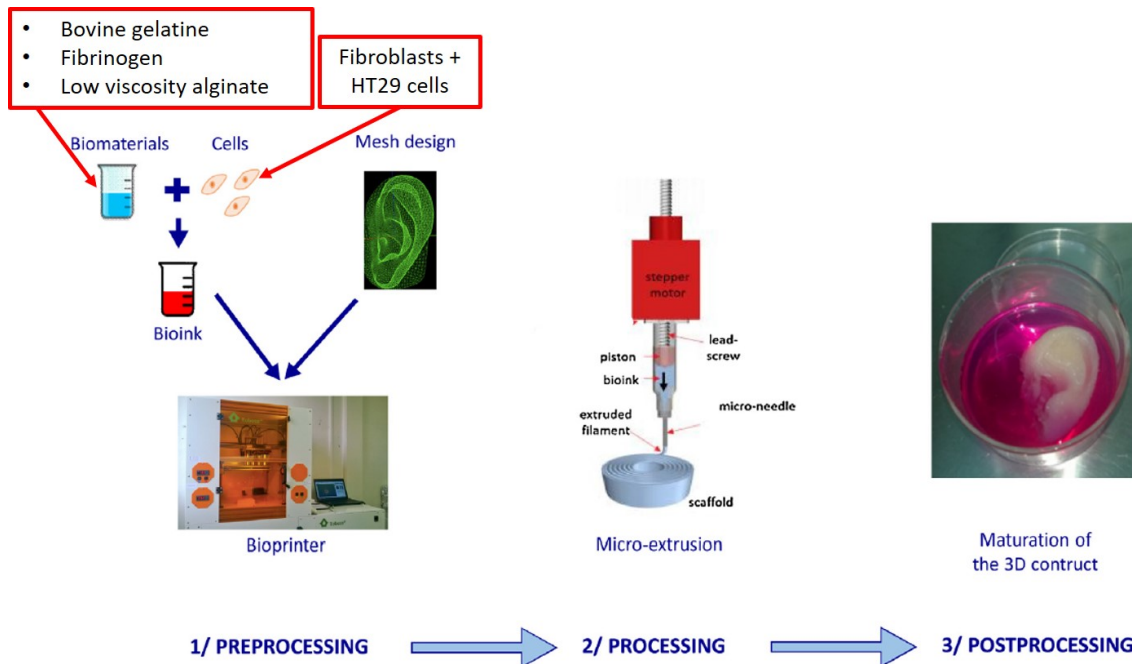 • Bovine gelatine
• Fibrinogen
• Low viscosity alginate
Fibroblasts +
HT29 cells
Biomaterials
Cells
Mesh design
Bioink
Bioprinter
stepper
motor
lead-
screw
piston
bioink
micro-needle
extruded
filament
scaffold
Micro-extrusion
Maturation of
the 3D contruct
1/ PREPROCESSING
2/ PROCESSING
3/ POSTPROCESSING